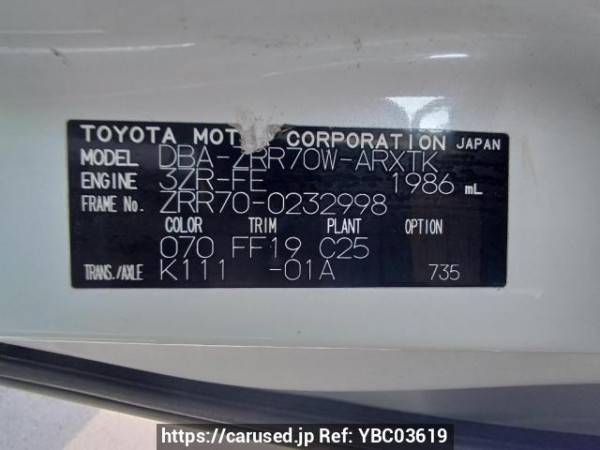 TOYOTA MOTOR CORPORATION JAPAN
MODEL DBA-ZRR70W-ARXTK
ENGINE 3ZR-FE 1986 mL
FRAME No. ZRR70-0232998
COLOR TRIM PLANT OPTION
070 FF19 C25
TRANS./AXLE K111 -01A 735
https://carused.jp Ref: YBC03619